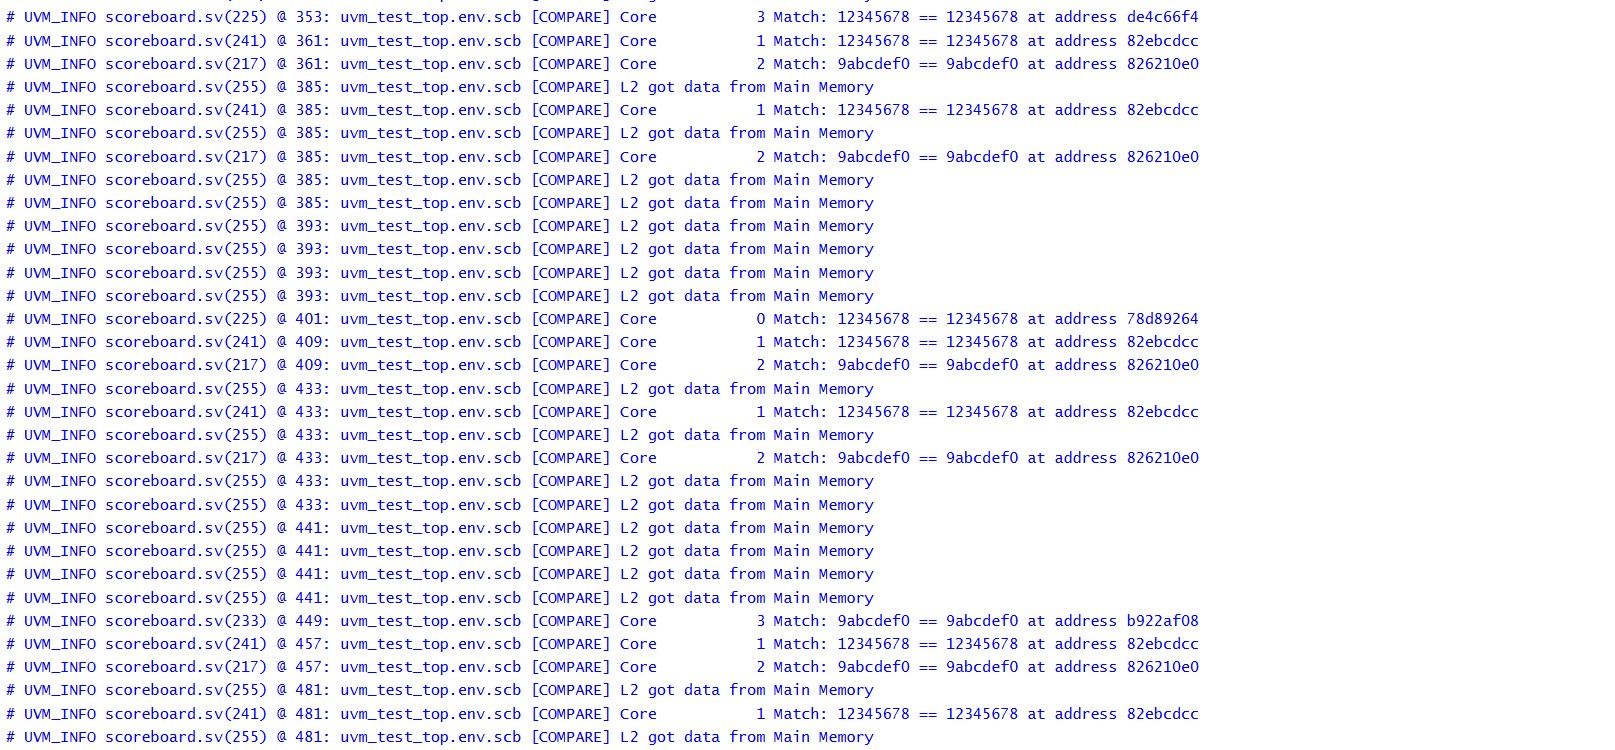 # UVM_INFO scoreboard.sv(225) @ 353: uvm_test_top.env.scb [COMPARE] Core           3 Match: 12345678 == 12345678 at address de4c66f4
# UVM_INFO scoreboard.sv(241) @ 361: uvm_test_top.env.scb [COMPARE] Core           1 Match: 12345678 == 12345678 at address 82ebcdcc
# UVM_INFO scoreboard.sv(217) @ 361: uvm_test_top.env.scb [COMPARE] Core           2 Match: 9abcdef0 == 9abcdef0 at address 826210e0
# UVM_INFO scoreboard.sv(255) @ 385: uvm_test_top.env.scb [COMPARE] L2 got data from Main Memory
# UVM_INFO scoreboard.sv(241) @ 385: uvm_test_top.env.scb [COMPARE] Core           1 Match: 12345678 == 12345678 at address 82ebcdcc
# UVM_INFO scoreboard.sv(255) @ 385: uvm_test_top.env.scb [COMPARE] L2 got data from Main Memory
# UVM_INFO scoreboard.sv(217) @ 385: uvm_test_top.env.scb [COMPARE] Core           2 Match: 9abcdef0 == 9abcdef0 at address 826210e0
# UVM_INFO scoreboard.sv(255) @ 385: uvm_test_top.env.scb [COMPARE] L2 got data from Main Memory
# UVM_INFO scoreboard.sv(255) @ 385: uvm_test_top.env.scb [COMPARE] L2 got data from Main Memory
# UVM_INFO scoreboard.sv(255) @ 393: uvm_test_top.env.scb [COMPARE] L2 got data from Main Memory
# UVM_INFO scoreboard.sv(255) @ 393: uvm_test_top.env.scb [COMPARE] L2 got data from Main Memory
# UVM_INFO scoreboard.sv(255) @ 393: uvm_test_top.env.scb [COMPARE] L2 got data from Main Memory
# UVM_INFO scoreboard.sv(255) @ 393: uvm_test_top.env.scb [COMPARE] L2 got data from Main Memory
# UVM_INFO scoreboard.sv(225) @ 401: uvm_test_top.env.scb [COMPARE] Core           0 Match: 12345678 == 12345678 at address 78d89264
# UVM_INFO scoreboard.sv(241) @ 409: uvm_test_top.env.scb [COMPARE] Core           1 Match: 12345678 == 12345678 at address 82ebcdcc
# UVM_INFO scoreboard.sv(217) @ 409: uvm_test_top.env.scb [COMPARE] Core           2 Match: 9abcdef0 == 9abcdef0 at address 826210e0
# UVM_INFO scoreboard.sv(255) @ 433: uvm_test_top.env.scb [COMPARE] L2 got data from Main Memory
# UVM_INFO scoreboard.sv(241) @ 433: uvm_test_top.env.scb [COMPARE] Core           1 Match: 12345678 == 12345678 at address 82ebcdcc
# UVM_INFO scoreboard.sv(255) @ 433: uvm_test_top.env.scb [COMPARE] L2 got data from Main Memory
# UVM_INFO scoreboard.sv(217) @ 433: uvm_test_top.env.scb [COMPARE] Core           2 Match: 9abcdef0 == 9abcdef0 at address 826210e0
# UVM_INFO scoreboard.sv(255) @ 433: uvm_test_top.env.scb [COMPARE] L2 got data from Main Memory
# UVM_INFO scoreboard.sv(255) @ 433: uvm_test_top.env.scb [COMPARE] L2 got data from Main Memory
# UVM_INFO scoreboard.sv(255) @ 441: uvm_test_top.env.scb [COMPARE] L2 got data from Main Memory
# UVM_INFO scoreboard.sv(255) @ 441: uvm_test_top.env.scb [COMPARE] L2 got data from Main Memory
# UVM_INFO scoreboard.sv(255) @ 441: uvm_test_top.env.scb [COMPARE] L2 got data from Main Memory
# UVM_INFO scoreboard.sv(255) @ 441: uvm_test_top.env.scb [COMPARE] L2 got data from Main Memory
# UVM_INFO scoreboard.sv(233) @ 449: uvm_test_top.env.scb [COMPARE] Core           3 Match: 9abcdef0 == 9abcdef0 at address b922af08
# UVM_INFO scoreboard.sv(241) @ 457: uvm_test_top.env.scb [COMPARE] Core           1 Match: 12345678 == 12345678 at address 82ebcdcc
# UVM_INFO scoreboard.sv(217) @ 457: uvm_test_top.env.scb [COMPARE] Core           2 Match: 9abcdef0 == 9abcdef0 at address 826210e0
# UVM_INFO scoreboard.sv(255) @ 481: uvm_test_top.env.scb [COMPARE] L2 got data from Main Memory
# UVM_INFO scoreboard.sv(241) @ 481: uvm_test_top.env.scb [COMPARE] Core           1 Match: 12345678 == 12345678 at address 82ebcdcc
# UVM_INFO scoreboard.sv(255) @ 481: uvm_test_top.env.scb [COMPARE] L2 got data from Main Memory